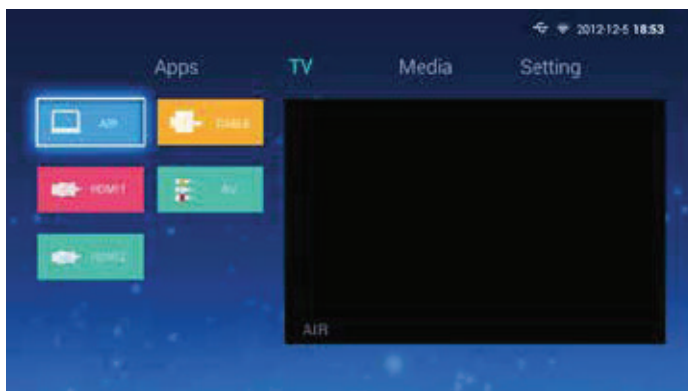 2012-12-5 18:53
Apps TV Media Setting
AIR CABLE
HDMI1 AV
HDMI2
AIR